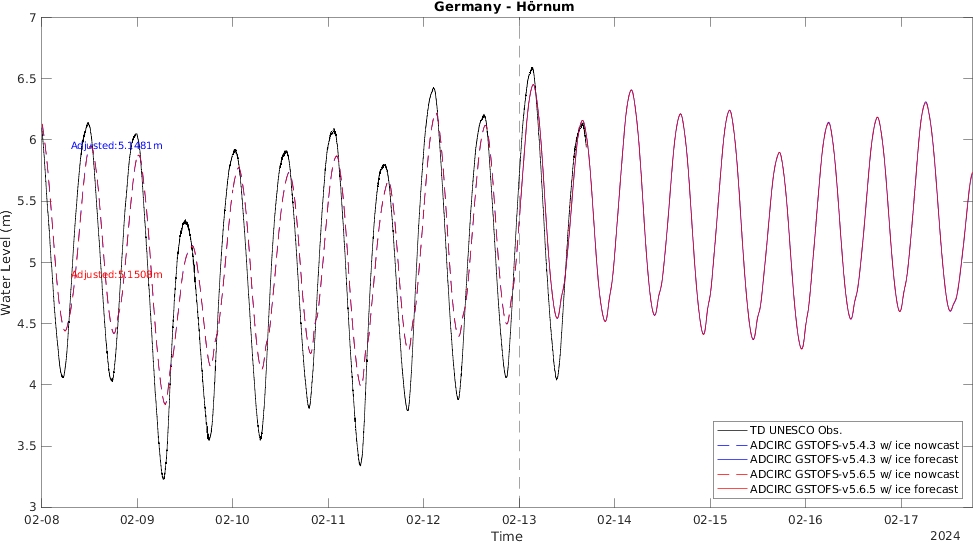 Germany - Hörnum
7
6.5
6
5.5
5
4.5
4
3.5
3
Water Level (m)
Adjusted:5.1481m
Adjusted:5.1508m
TD UNESCO Obs.
ADCIRC GSTOFS-v5.4.3 w/ ice nowcast
ADCIRC GSTOFS-v5.4.3 w/ ice forecast
ADCIRC GSTOFS-v5.6.5 w/ ice nowcast
ADCIRC GSTOFS-v5.6.5 w/ ice forecast
02-08 02-09 02-10 02-11 02-12 02-13 02-14 02-15 02-16 02-17
Time
2024